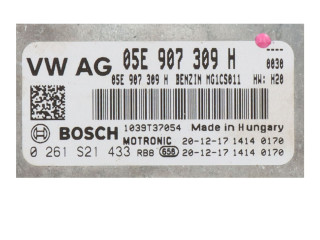 VW AG 05E 907 309 H ----
0030
05E 907 309 H BENZIN MG1CS011 HW: H20
BOSCH 1039T37054 Made in Hungary
MOTRONIC 20-12-17 1414 0170
0 261 S21 433 RBB 656 20-12-17 1414 0170